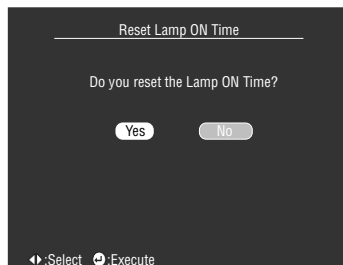 Reset Lamp ON Time
Do you reset the Lamp ON Time?
Yes No
:Select :Execute